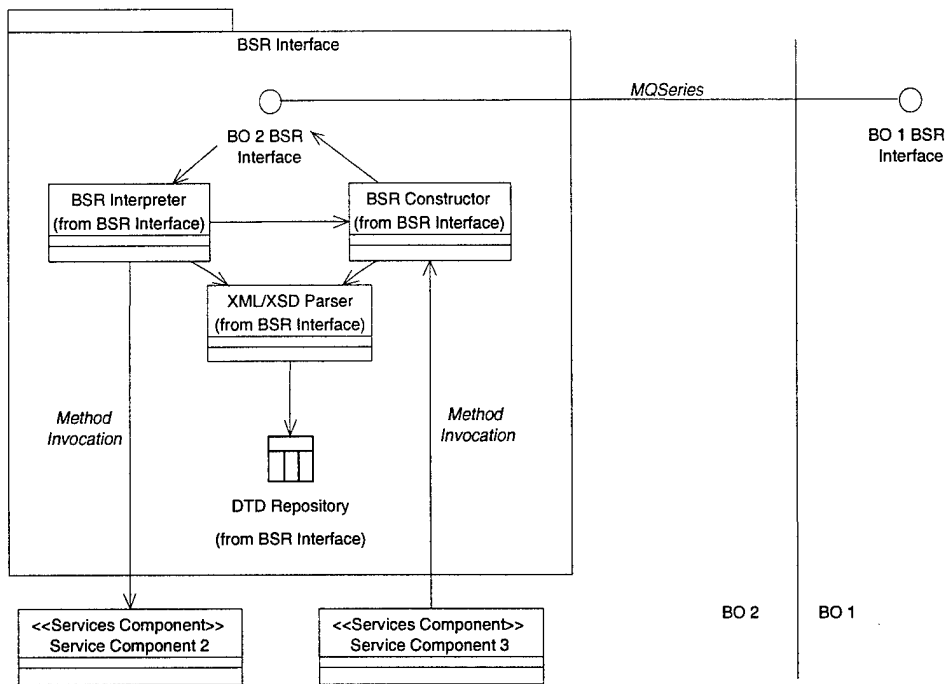 BSR Interface
MQSeries
BO 2 BSR
Interface
BO 1 BSR
Interface
BSR Interpreter
(from BSR Interface)
BSR Constructor
(from BSR Interface)
XML/XSD Parser
(from BSR Interface)
Method
Invocation
Method
Invocation
DTD Repository
(from BSR Interface)
<<Services Component>>
Service Component 2
<<Services Component>>
Service Component 3
BO 2
BO 1